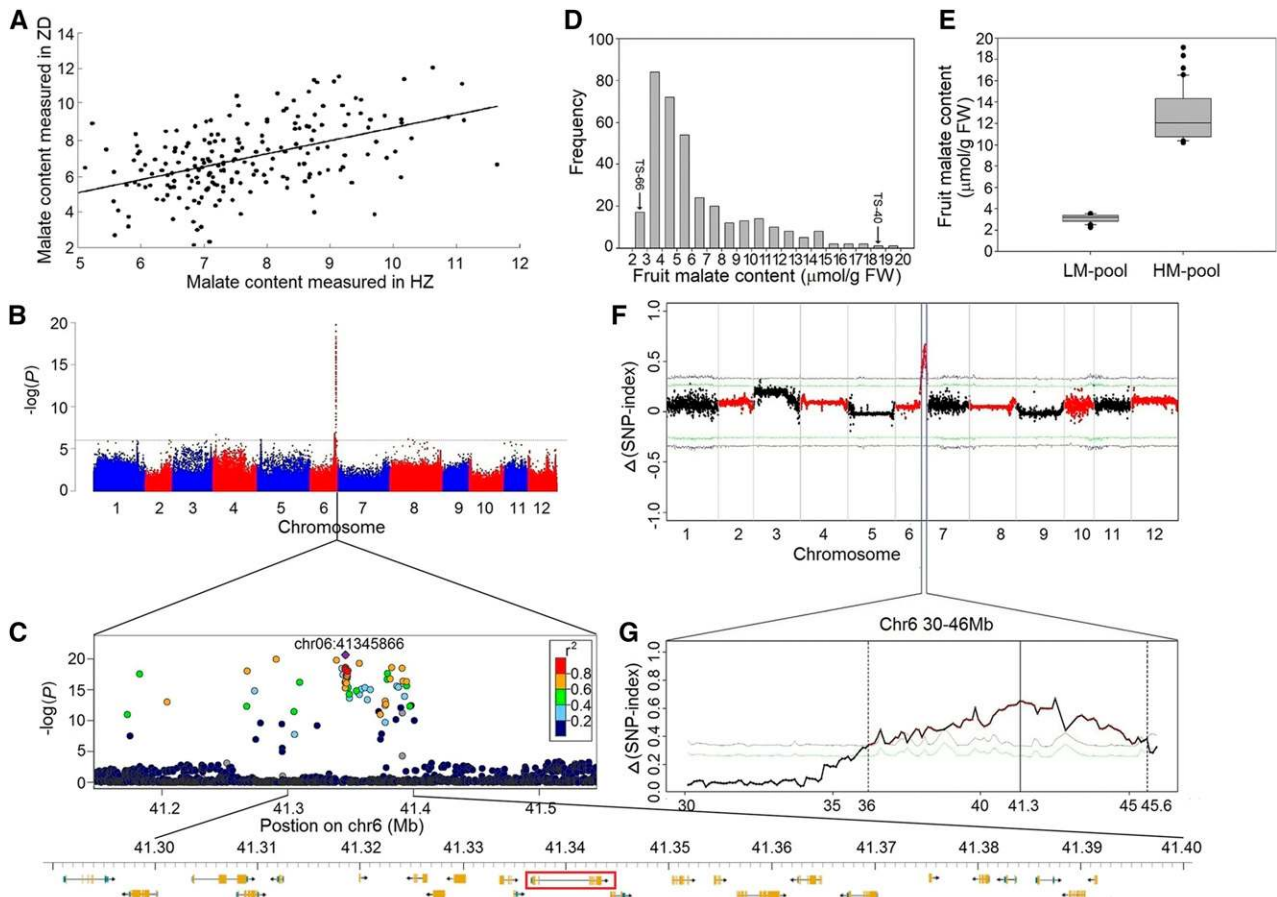 A
Malate content measured in ZD
14
12
10
8
6
4
2
5 6 7 8 9 10 11 12
Malate content measured in HZ
D
Frequency
100
80
60
40
20
0
TS-66
TS-40
2 3 4 5 6 7 8 9 10 11 12 13 14 15 16 17 18 19 20
Fruit malate content (μmol/g FW)
E
Fruit malate content
(μmol/g FW)
20
18
16
14
12
10
8
6
4
2
0
LM-pool HM-pool
B
-log(P)
20
15
10
5
0
1 2 3 4 5 6 7 8 9 10 11 12
Chromosome
F
Δ(SNP-index)
1.0
0.5
0
-0.5
-1.0
1 2 3 4 5 6 7 8 9 10 11 12
Chromosome
C
chr06:41345866
-log(P)
20
15
10
5
0
r²
0.8
0.6
0.4
0.2
41.2 41.3 41.4 41.5
Postion on chr6 (Mb)
G
Chr6 30-46Mb
Δ(SNP-index)
1.0
0.8
0.6
0.4
0.2
0.0
30 35 36 40 41.3 45 45.6
41.30 41.31 41.32 41.33 41.34 41.35 41.36 41.37 41.38 41.39 41.40